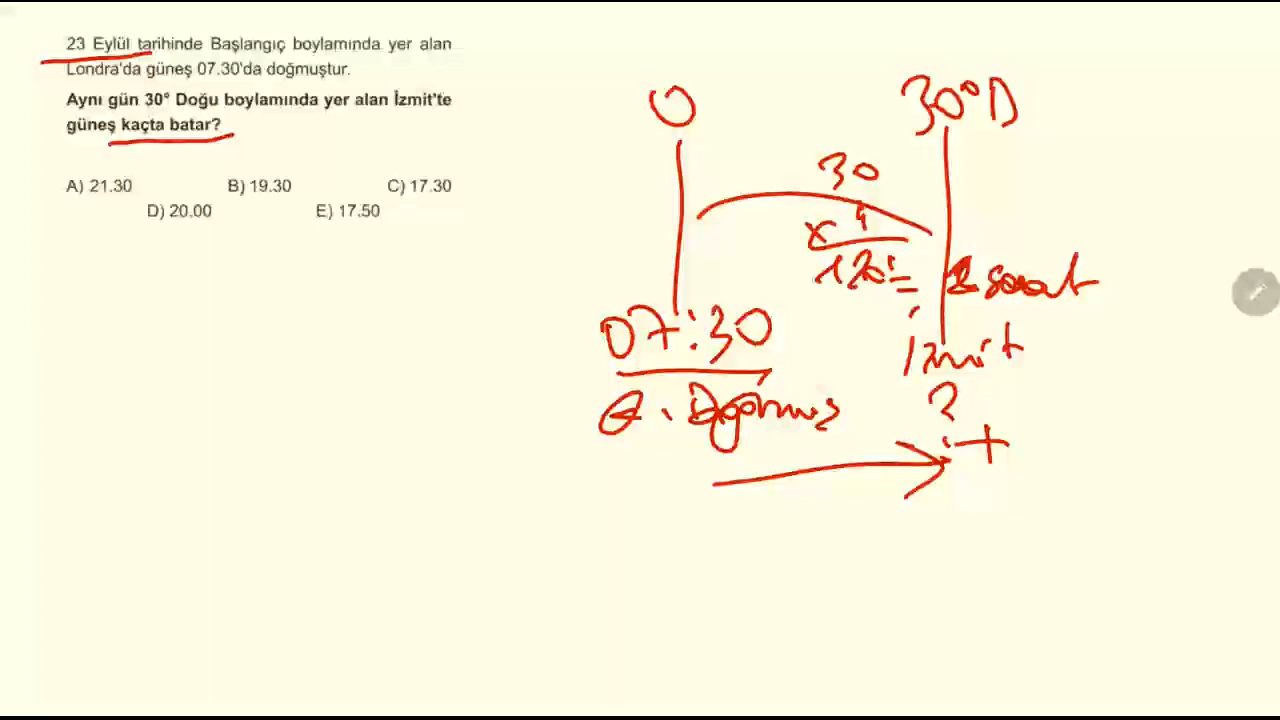 23 Eylül tarihinde Başlangıç boylamında yer alan
Londra'da güneş 07.30'da doğmuştur.
Aynı gün 30° Doğu boylamında yer alan İzmit'te
güneş kaçta batar?
A) 21.30 B) 19.30 C) 17.30
D) 20.00 E) 17.50
0 30°D
30
x 4
120' = 2 saat
07:30
İzmit
G. Doğmuş
?
+